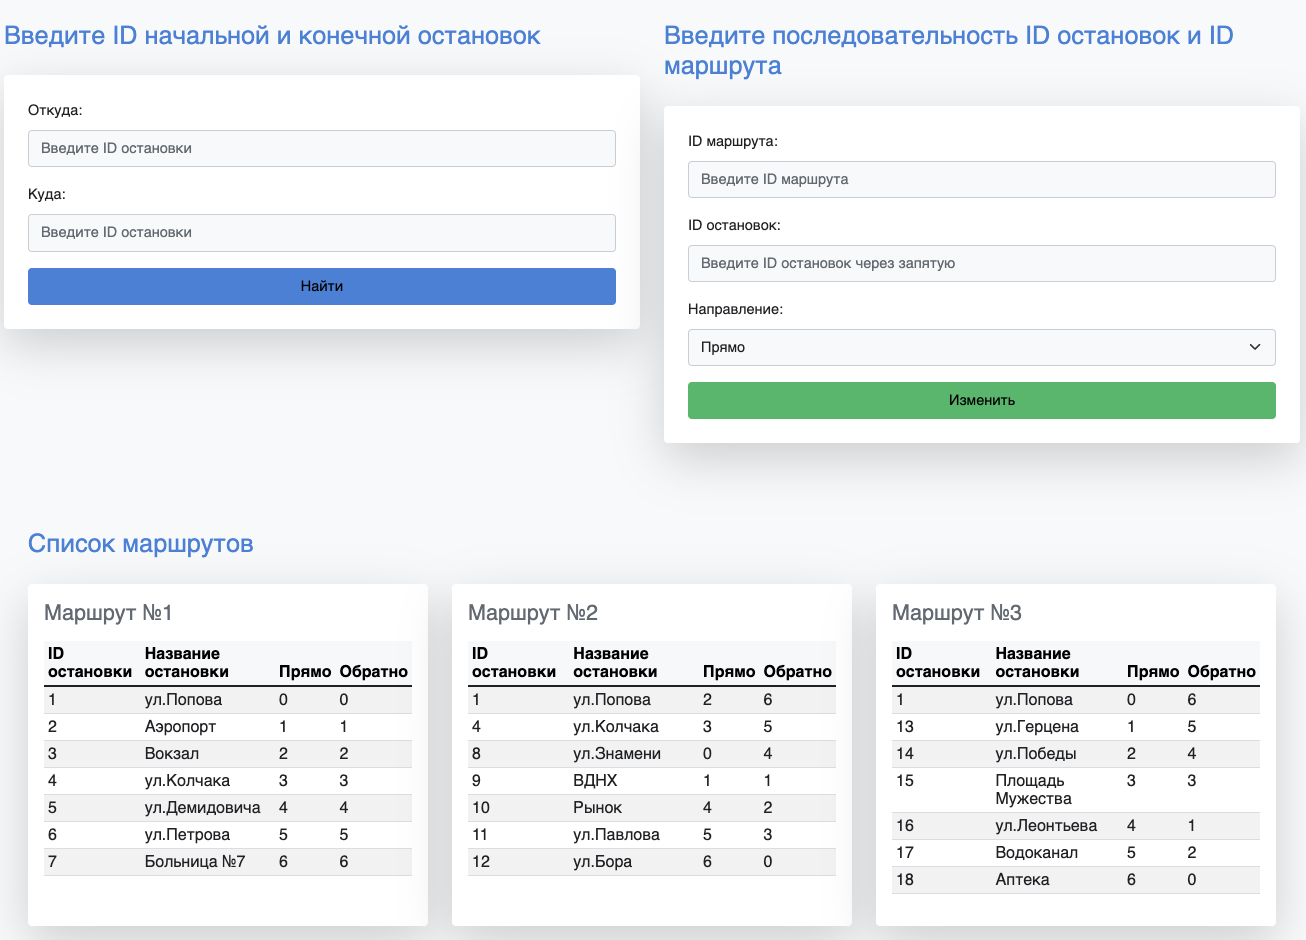 Введите ID начальной и конечной остановок
Откуда:
Введите ID остановки
Куда:
Введите ID остановки
Найти
Введите последовательность ID остановок и ID
маршрута
ID маршрута:
Введите ID маршрута
ID остановок:
Введите ID остановок через запятую
Направление:
Прямо
Изменить
Список маршрутов
Маршрут №1
ID остановки Название остановки Прямо Обратно
1 ул.Попова 0 0
2 Аэропорт 1 1
3 Вокзал 2 2
4 ул.Колчака 3 3
5 ул.Демидовича 4 4
6 ул.Петрова 5 5
7 Больница №7 6 6
Маршрут №2
ID остановки Название остановки Прямо Обратно
1 ул.Попова 2 6
4 ул.Колчака 3 5
8 ул.Знамени 0 4
9 ВДНХ 1 1
10 Рынок 4 2
11 ул.Павлова 5 3
12 ул.Бора 6 0
Маршрут №3
ID остановки Название остановки Прямо Обратно
1 ул.Попова 0 6
13 ул.Герцена 1 5
14 ул.Победы 2 4
15 Площадь Мужества 3 3
16 ул.Леонтьева 4 1
17 Водоканал 5 2
18 Аптека 6 0